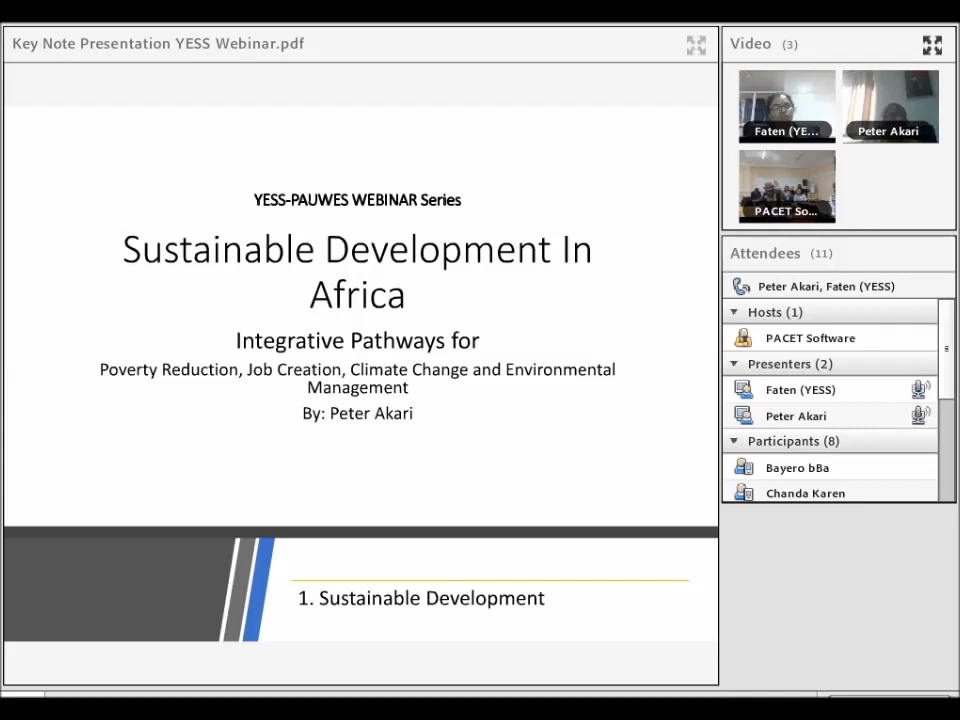 Key Note Presentation YESS Webinar.pdf
YESS-PAUWES WEBINAR Series
Sustainable Development In
Africa
Integrative Pathways for
Poverty Reduction, Job Creation, Climate Change and Environmental
Management
By: Peter Akari
1. Sustainable Development
Video (3)
Faten (YE...
Peter Akari
PACET So...
Attendees (11)
Peter Akari, Faten (YESS)
Hosts (1)
PACET Software
Presenters (2)
Faten (YESS)
Peter Akari
Participants (8)
Bayero bBa
Chanda Karen